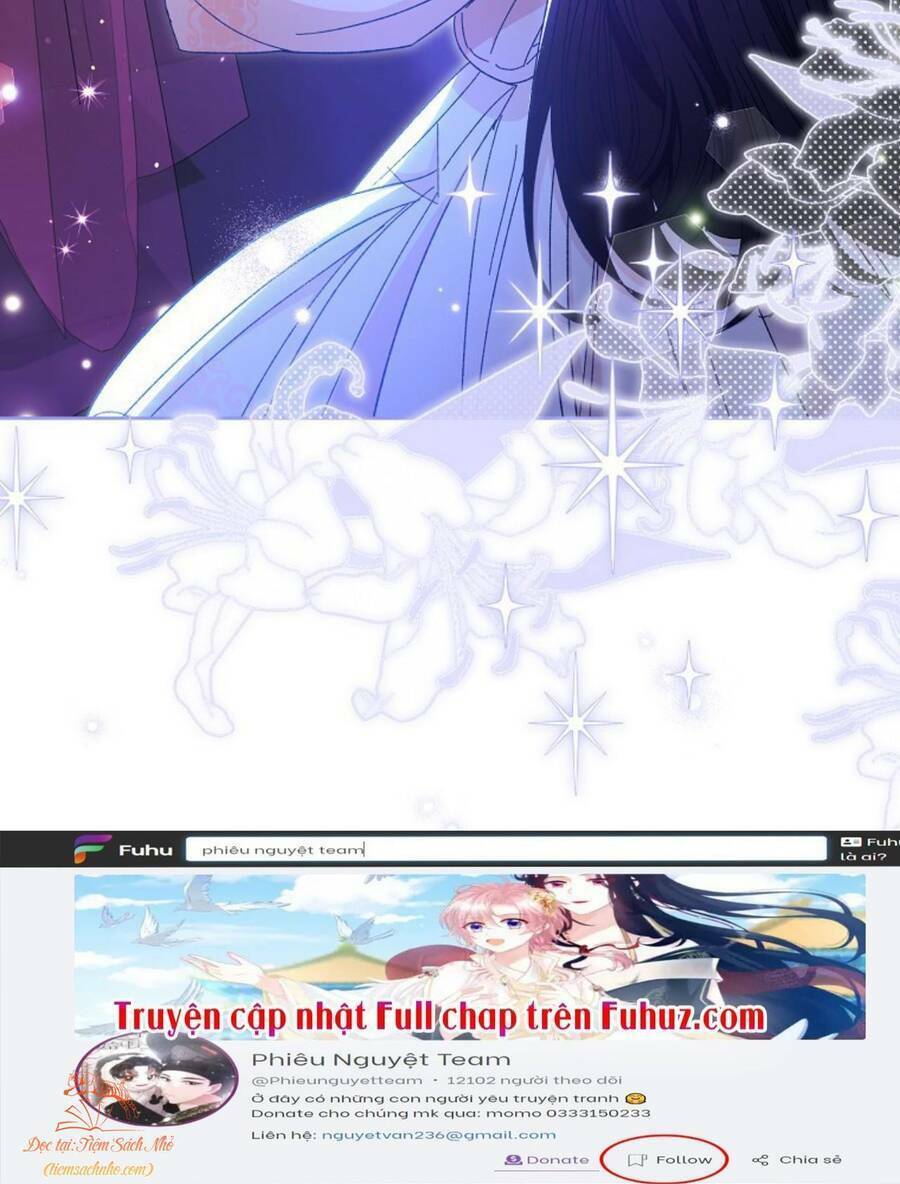 Fuhu
phiêu nguyệt team
Fuhu
là ai?
Truyện cập nhật Full chap trên Fuhuz.com
Phiêu Nguyệt Team
@Phieunguyetteam • 12102 người theo dõi
Ở đây có những con người yêu truyện tranh
Donate cho chúng mk qua: momo 0333150233
Liên hệ: nguyetvan236@gmail.com
Donate Follow Chia sẻ
Đọc tại: Tiệm Sách Nhỏ
(tiemsachnho.com)